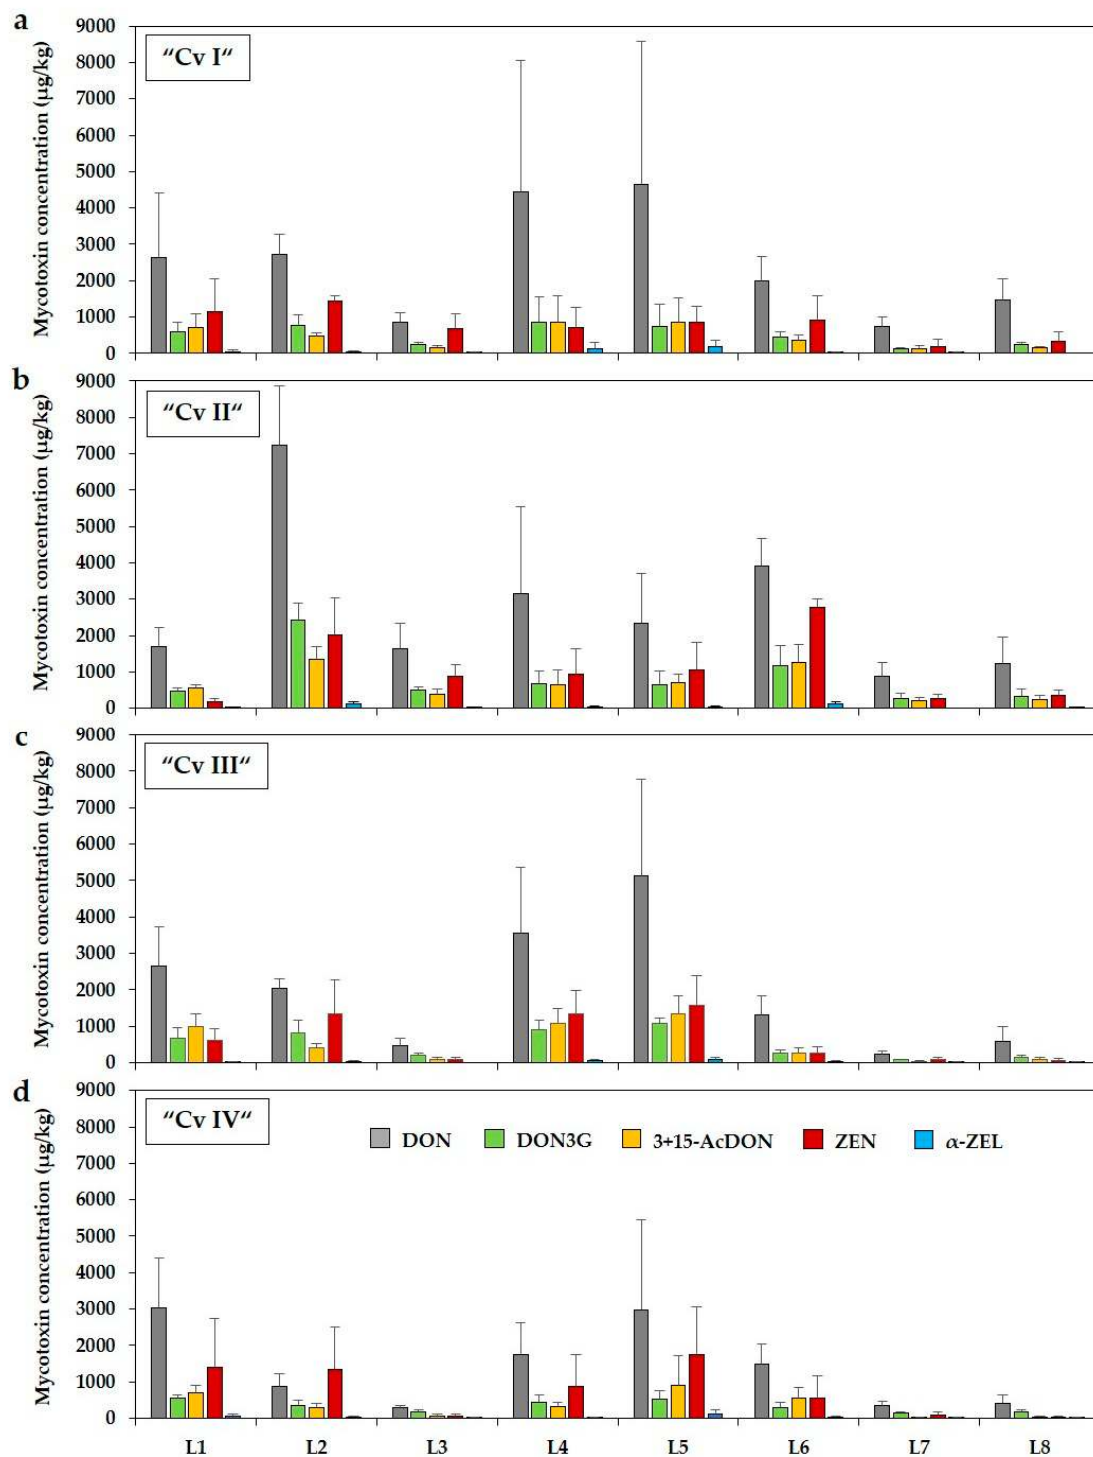 a
Mycotoxin concentration (µg/kg)
9000
8000
7000
6000
5000
4000
3000
2000
1000
0
“Cv I“
b
Mycotoxin concentration (µg/kg)
9000
8000
7000
6000
5000
4000
3000
2000
1000
0
“Cv II“
c
Mycotoxin concentration (µg/kg)
9000
8000
7000
6000
5000
4000
3000
2000
1000
0
“Cv III“
d
Mycotoxin concentration (µg/kg)
9000
8000
7000
6000
5000
4000
3000
2000
1000
0
“Cv IV“
DON DON3G 3+15-AcDON ZEN α-ZEL
L1 L2 L3 L4 L5 L6 L7 L8